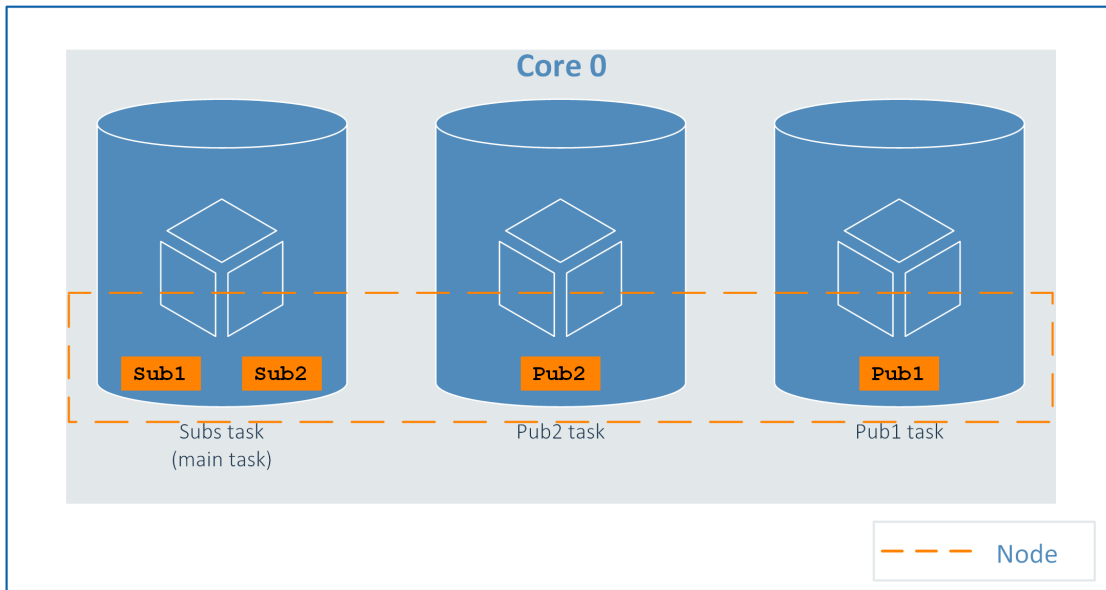 Core 0
Sub1
Sub2
Pub2
Pub1
Subs task
(main task)
Pub2 task
Pub1 task
Node